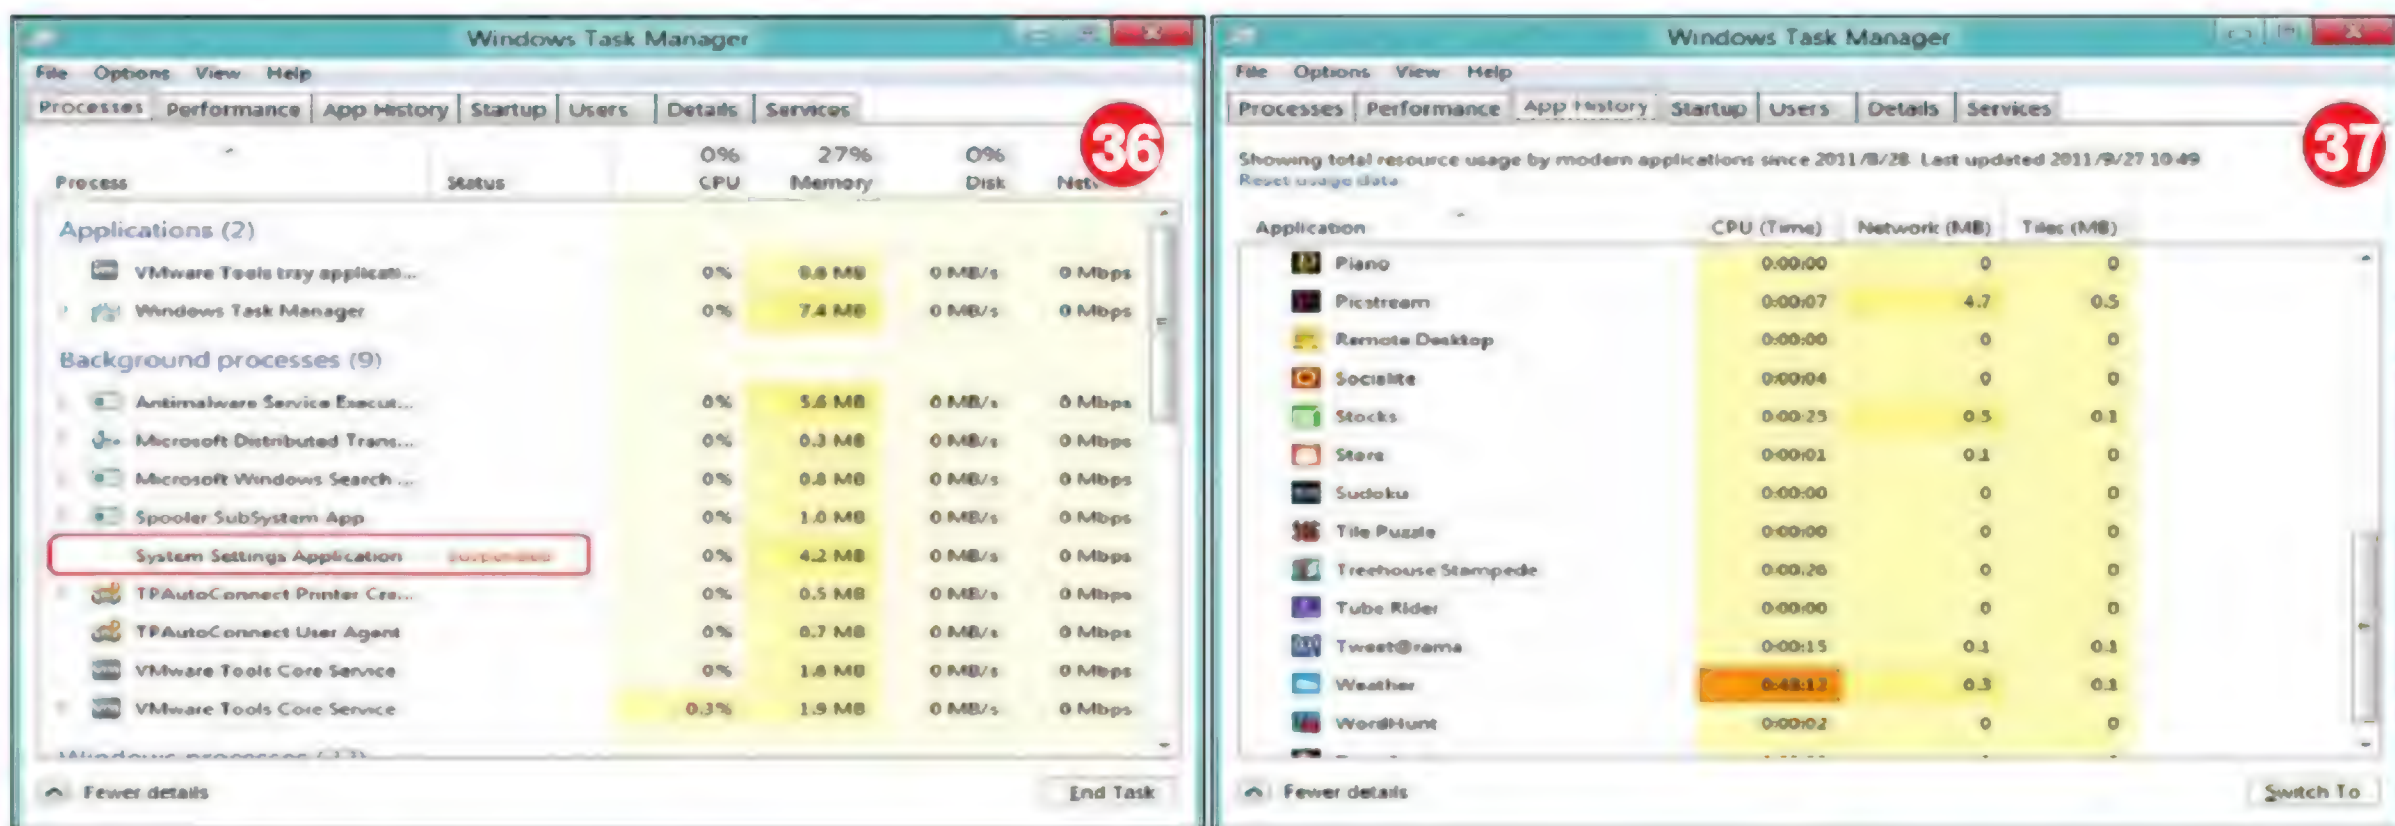 Windows Task Manager
File Options View Help
Processes Performance App History Startup Users Details Services
36
0% 27% 0%
Process Status CPU Memory Disk
Applications (2)
VMware Tools tray applicati... 0% 0 MB/s 0 Mbps
Windows Task Manager 0% 7.4 MB 0 MB/s 0 Mbps
Background processes (9)
Antimalware Service Execut... 0% 5.6 MB 0 MB/s 0 Mbps
Microsoft Distributed Trans... 0% 0.3 MB 0 MB/s 0 Mbps
Microsoft Windows Search ... 0% 0.8 MB 0 MB/s 0 Mbps
Spooler SubSystem App 0% 1.0 MB 0 MB/s 0 Mbps
System Settings Application Suspended 0% 4.2 MB 0 MB/s 0 Mbps
TPAutoConnect Printer Cre... 0% 0.5 MB 0 MB/s 0 Mbps
TPAutoConnect User Agent 0% 0.7 MB 0 MB/s 0 Mbps
VMware Tools Core Service 0% 1.8 MB 0 MB/s 0 Mbps
VMware Tools Core Service 0.3% 1.9 MB 0 MB/s 0 Mbps
Windows processes
Fewer details End Task
Windows Task Manager
File Options View Help
Processes Performance App History Startup Users Details Services
37
Showing total resource usage by modern applications since 2011/8/28. Last updated 2011/9/27 10:49
Reset usage data
Application CPU (Time) Network (MB) Tiles (MB)
Piano 0:00:00 0 0
Picstream 0:00:07 4.7 0.5
Remote Desktop 0:00:00 0 0
Socialite 0:00:04 0 0
Stocks 0:00:25 0.5 0.1
Store 0:00:01 0.1 0
Sudoku 0:00:00 0 0
Tile Puzzle 0:00:00 0 0
Treehouse Stampede 0:00:26 0 0
Tube Rider 0:00:00 0 0
Tweet@rama 0:00:15 0.1 0.1
Weather 0.3 0.1
WordHunt 0:00:02 0 0
Fewer details Switch To